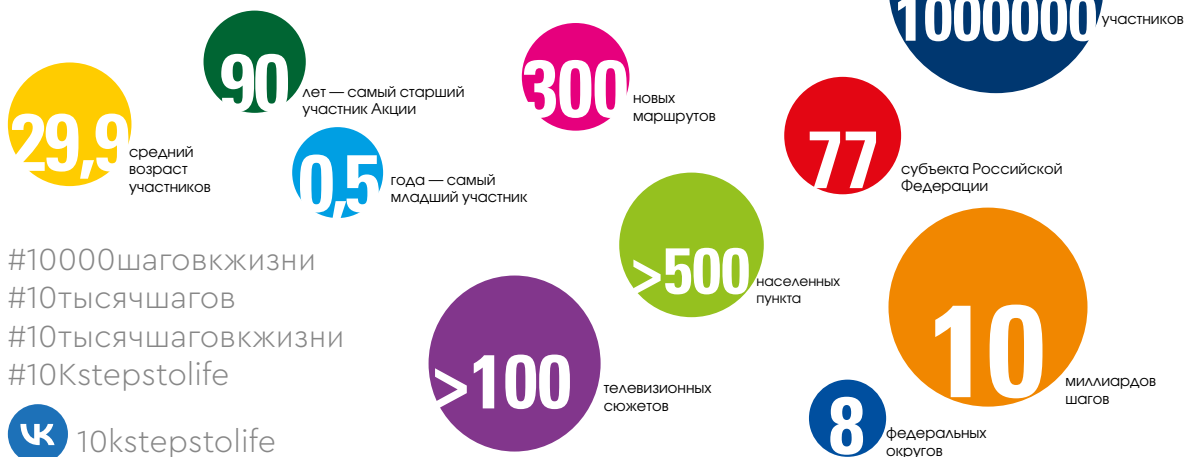 1000000
участников
90
лет — самый старший
участник Акции
300
новых
маршрутов
29,9
средний
возраст
участников
0,5
года — самый
младший участник
77
субъекта Российской
Федерации
>500
населенных
пункта
#10000шаговкжизни
#10тысячшагов
#10тысячшаговкжизни
#10Kstepstolife
10kstepstolife
>100
телевизионных
сюжетов
10
миллиардов
шагов
8
федеральных
округов